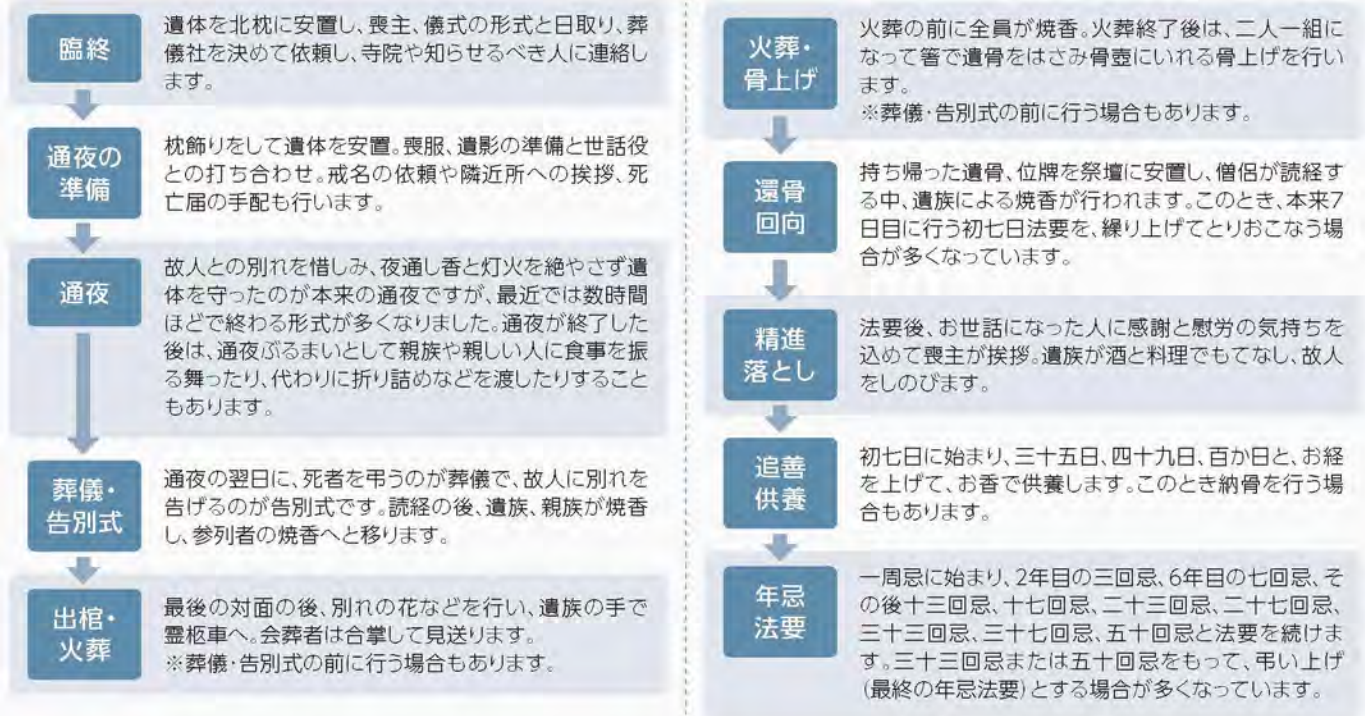 臨終
遺体を北枕に安置し、喪主、儀式の形式と日取り、葬
儀社を決めて依頼し、寺院や知らせるべき人に連絡し
ます。
通夜の
準備
枕飾りをして遺体を安置。喪服、遺影の準備と世話役
との打ち合わせ。戒名の依頼や隣近所への挨拶、死
亡届の手配も行います。
通夜
故人との別れを惜しみ、夜通し香と灯火を絶やさず遺
体を守ったのが本来の通夜ですが、最近では数時間
ほどで終わる形式が多くなりました。通夜が終了した
後は、通夜ぶるまいとして親族や親しい人に食事を振
る舞ったり、代わりに折り詰めなどを渡したりすること
もあります。
葬儀・
告別式
通夜の翌日に、死者を弔うのが葬儀で、故人に別れを
告げるのが告別式です。読経の後、遺族、親族が焼香
し、参列者の焼香へと移ります。
出棺・
火葬
最後の対面の後、別れの花などを行い、遺族の手で
霊柩車へ。会葬者は合掌して見送ります。
※葬儀・告別式の前に行う場合もあります。
火葬・
骨上げ
火葬の前に全員が焼香。火葬終了後は、二人一組に
なって箸で遺骨をはさみ骨壺にいれる骨上げを行い
ます。
※葬儀・告別式の前に行う場合もあります。
還骨
回向
持ち帰った遺骨、位牌を祭壇に安置し、僧侶が読経す
る中、遺族による焼香が行われます。このとき、本来7
日目に行う初七日法要を、繰り上げてとりおこなう場
合が多くなっています。
精進
落とし
法要後、お世話になった人に感謝と慰労の気持ちを
込めて喪主が挨拶。遺族が酒と料理でもてなし、故人
をしのびます。
追善
供養
初七日に始まり、三十五日、四十九日、百か日と、お経
を上げて、お香で供養します。このとき納骨を行う場
合もあります。
年忌
法要
一周忌に始まり、2年目の三回忌、6年目の七回忌、そ
の後十三回忌、十七回忌、二十三回忌、二十七回忌、
三十三回忌、三十七回忌、五十回忌と法要を続けま
す。三十三回忌または五十回忌をもって、弔い上げ
(最終の年忌法要)とする場合が多くなっています。